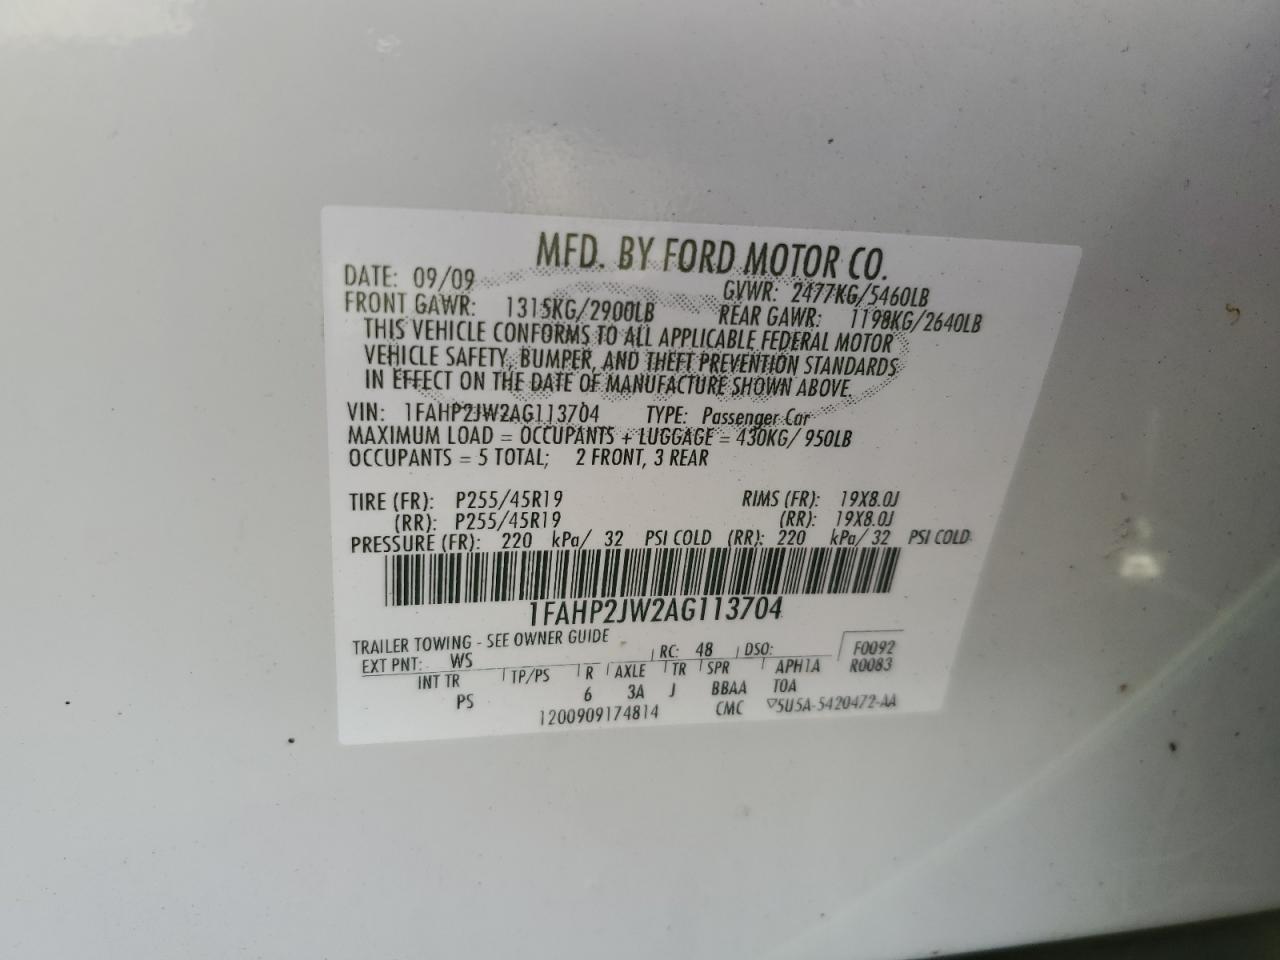 MFD. BY FORD MOTOR CO.
DATE: 09/09 GVWR: 2477KG/5460LB
FRONT GAWR: 1315KG/2900LB REAR GAWR: 1198KG/2640LB
THIS VEHICLE CONFORMS TO ALL APPLICABLE FEDERAL MOTOR
VEHICLE SAFETY, BUMPER, AND THEFT PREVENTION STANDARDS
IN EFFECT ON THE DATE OF MANUFACTURE SHOWN ABOVE.
VIN: 1FAHP2JW2AG113704 TYPE: Passenger Car
MAXIMUM LOAD = OCCUPANTS + LUGGAGE = 430KG/ 950LB
OCCUPANTS = 5 TOTAL; 2 FRONT, 3 REAR
TIRE (FR): P255/45R19 RIMS (FR): 19X8.0J
(RR): P255/45R19 (RR): 19X8.0J
PRESSURE (FR): 220 kPa/ 32 PSI COLD (RR): 220 kPa/ 32 PSI COLD
1FAHP2JW2AG113704
TRAILER TOWING - SEE OWNER GUIDE
EXT PNT: WS RC: 48 DSO: F0092
INT TR TP/PS R AXLE TR SPR APH1A R0083
PS 6 3A J BBAA TOA
1200909174814 CMC ▽5U5A-5420472-AA